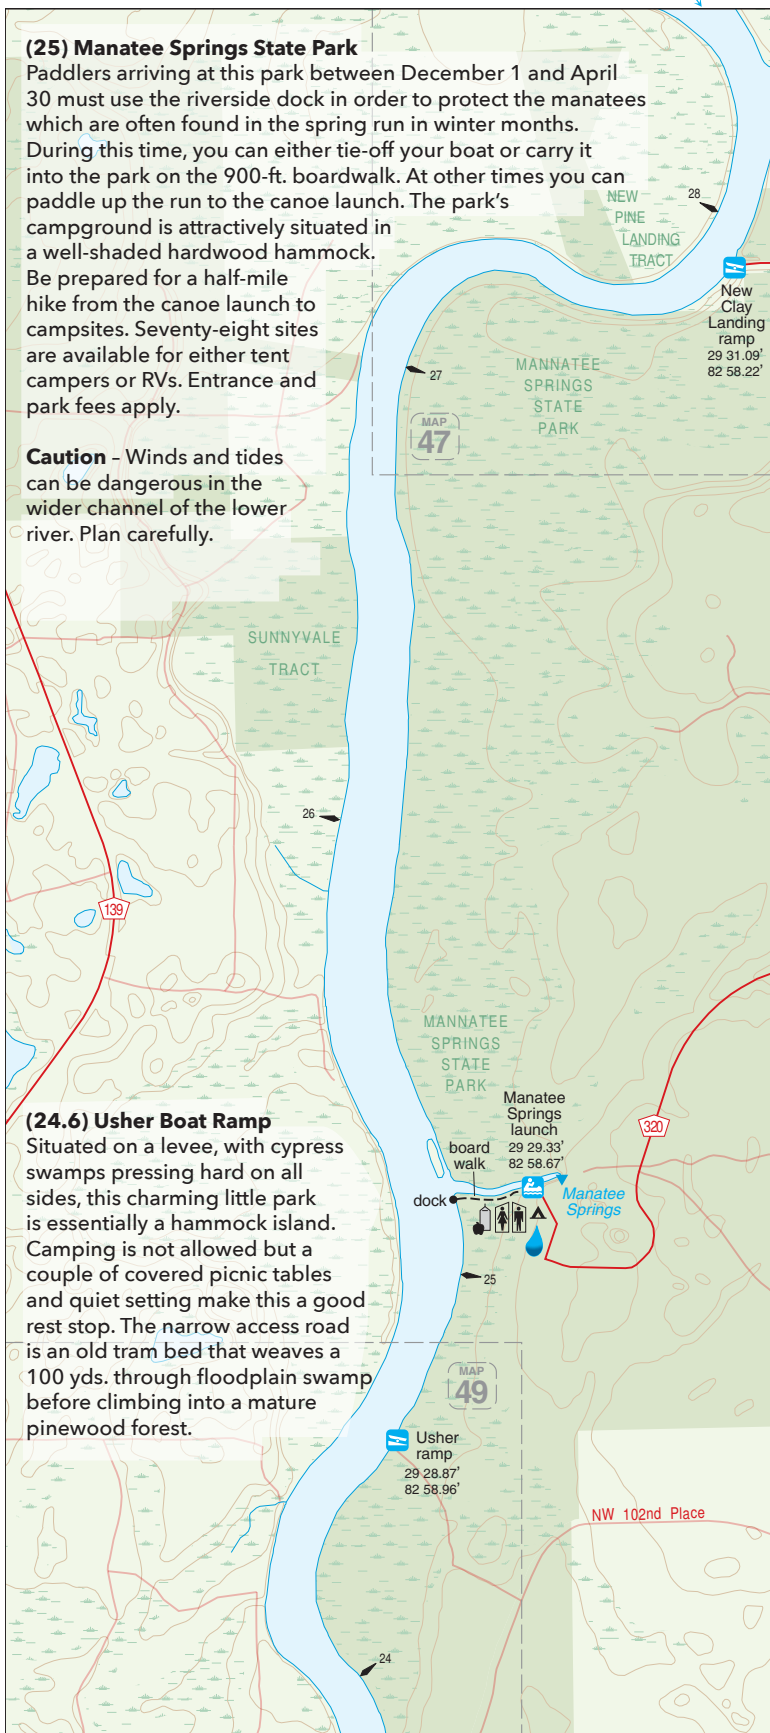 (25) Manatee Springs State Park
Paddlers arriving at this park between December 1 and April
30 must use the riverside dock in order to protect the manatees
which are often found in the spring run in winter months.
During this time, you can either tie-off your boat or carry it
into the park on the 900-ft. boardwalk. At other times you can
paddle up the run to the canoe launch. The park's
campground is attractively situated in
a well-shaded hardwood hammock.
Be prepared for a half-mile
hike from the canoe launch to
campsites. Seventy-eight sites
are available for either tent
campers or RVs. Entrance and
park fees apply.
Caution – Winds and tides
can be dangerous in the
wider channel of the lower
river. Plan carefully.
NEW
PINE
LANDING
TRACT
28
New
Clay
Landing
ramp
29 31.09'
82 58.22'
27
MANNATEE
SPRINGS
STATE
PARK
MAP
47
SUNNYVALE
TRACT
26
139
MANNATEE
SPRINGS
STATE
PARK
Manatee
Springs
launch
29 29.33'
82 58.67'
320
board
walk
dock
Manatee
Springs
25
(24.6) Usher Boat Ramp
Situated on a levee, with cypress
swamps pressing hard on all
sides, this charming little park
is essentially a hammock island.
Camping is not allowed but a
couple of covered picnic tables
and quiet setting make this a good
rest stop. The narrow access road
is an old tram bed that weaves a
100 yds. through floodplain swamp
before climbing into a mature
pinewood forest.
MAP
49
Usher
ramp
29 28.87'
82 58.96'
NW 102nd Place
24